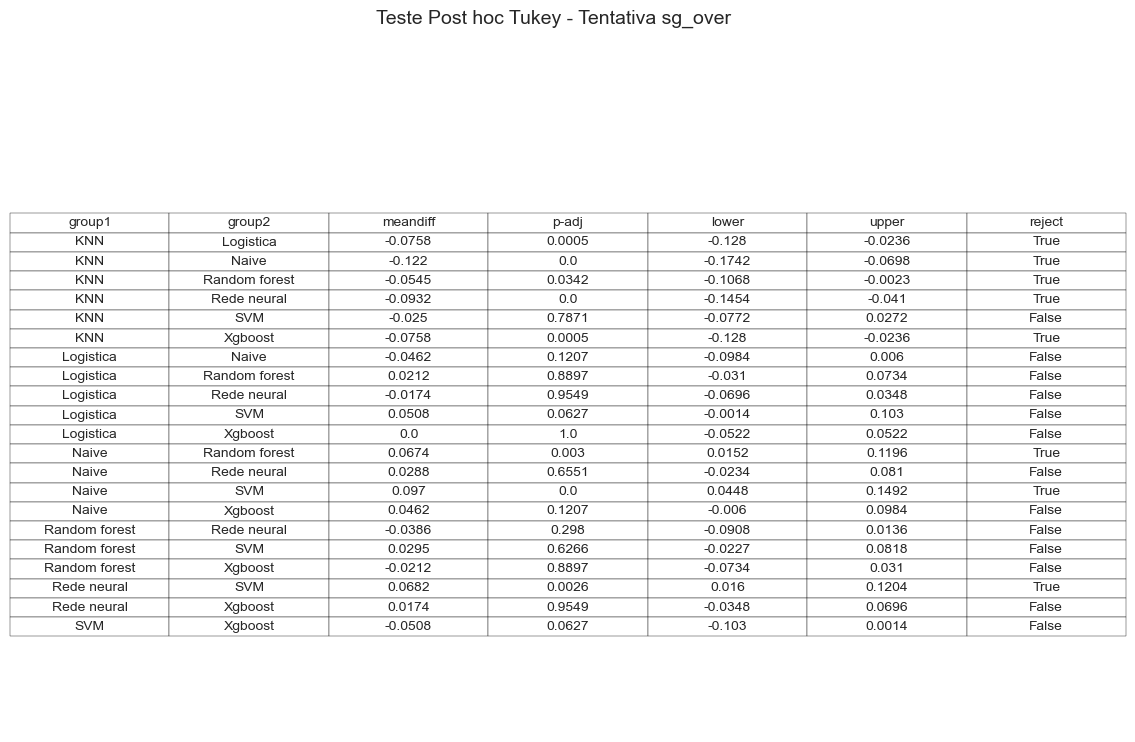 Teste Post hoc Tukey - Tentativa sg_over
group1 group2 meandiff p-adj lower upper reject
KNN Logistica -0.0758 0.0005 -0.128 -0.0236 True
KNN Naive -0.122 0.0 -0.1742 -0.0698 True
KNN Random forest -0.0545 0.0342 -0.1068 -0.0023 True
KNN Rede neural -0.0932 0.0 -0.1454 -0.041 True
KNN SVM -0.025 0.7871 -0.0772 0.0272 False
KNN Xgboost -0.0758 0.0005 -0.128 -0.0236 True
Logistica Naive -0.0462 0.1207 -0.0984 0.006 False
Logistica Random forest 0.0212 0.8897 -0.031 0.0734 False
Logistica Rede neural -0.0174 0.9549 -0.0696 0.0348 False
Logistica SVM 0.0508 0.0627 -0.0014 0.103 False
Logistica Xgboost 0.0 1.0 -0.0522 0.0522 False
Naive Random forest 0.0674 0.003 0.0152 0.1196 True
Naive Rede neural 0.0288 0.6551 -0.0234 0.081 False
Naive SVM 0.097 0.0 0.0448 0.1492 True
Naive Xgboost 0.0462 0.1207 -0.006 0.0984 False
Random forest Rede neural -0.0386 0.298 -0.0908 0.0136 False
Random forest SVM 0.0295 0.6266 -0.0227 0.0818 False
Random forest Xgboost -0.0212 0.8897 -0.0734 0.031 False
Rede neural SVM 0.0682 0.0026 0.016 0.1204 True
Rede neural Xgboost 0.0174 0.9549 -0.0348 0.0696 False
SVM Xgboost -0.0508 0.0627 -0.103 0.0014 False